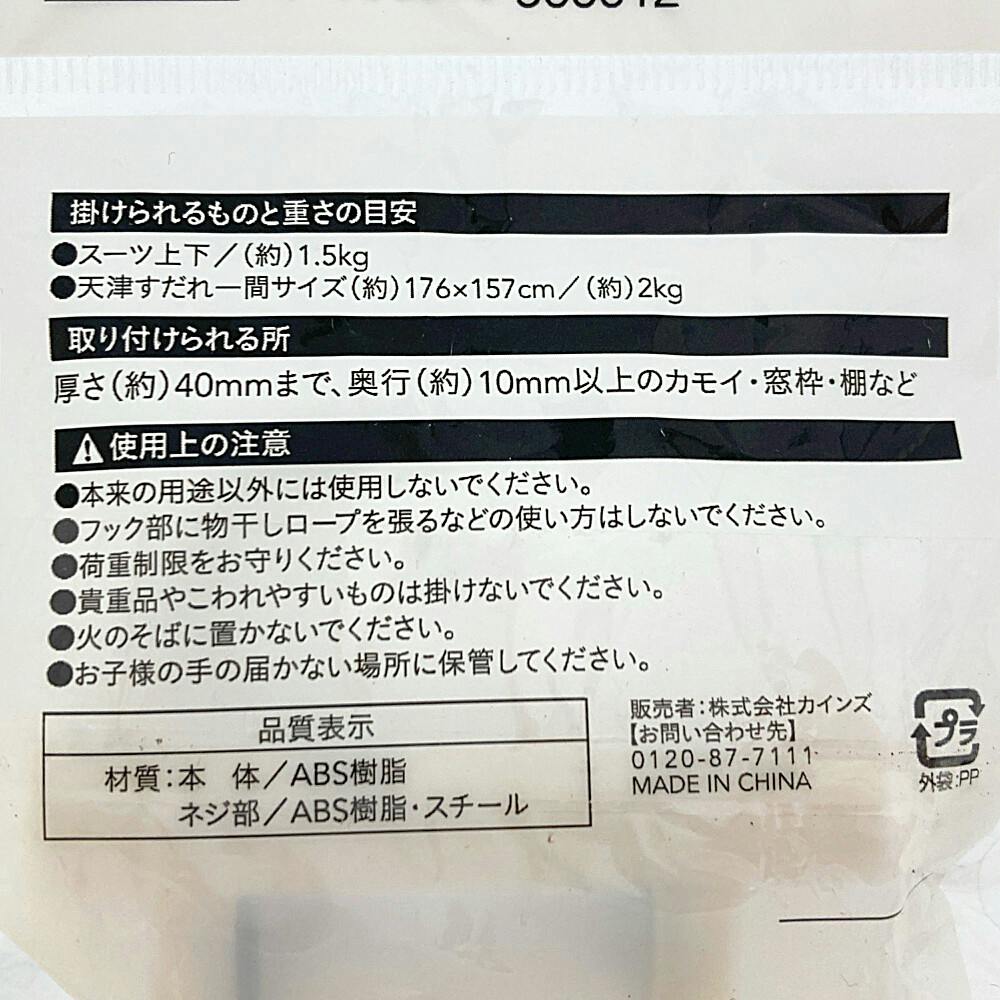 掛けられるものと重さの目安
●スーツ上下/(約)1.5kg
●天津すだれ一間サイズ(約)176×157cm/(約)2kg
取り付けられる所
厚さ(約)40mmまで、奥行(約)10mm以上のカモイ・窓枠・棚など
使用上の注意
●本来の用途以外には使用しないでください。
●フック部に物干しロープを張るなどの使い方はしないでください。
●荷重制限をお守りください。
●貴重品やこわれやすいものは掛けないでください。
●火のそばに置かないでください。
●お子様の手の届かない場所に保管してください。
品質表示
材質:本 体/ABS樹脂
ネジ部/ABS樹脂・スチール
販売者:株式会社カインズ
【お問い合わせ先】
0120-87-7111
MADE IN CHINA
プラ
外袋:PP